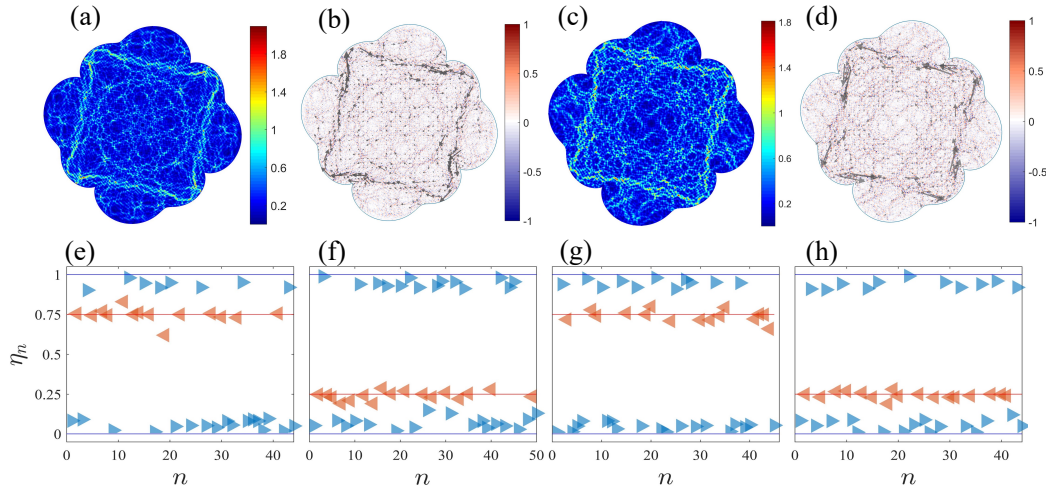 (a) (b) (c) (d)
1.8 1 1.8 1
1.4 0.5 1.4 0.5
1 0 1 0
0.6 -0.5 0.6 -0.5
0.2 -1 0.2 -1
(e) (f) (g) (h)
1
0.75
0.5
0.25
0
ηn
0 10 20 30 40 0 10 20 30 40 50 0 10 20 30 40 0 10 20 30 40
n n n n